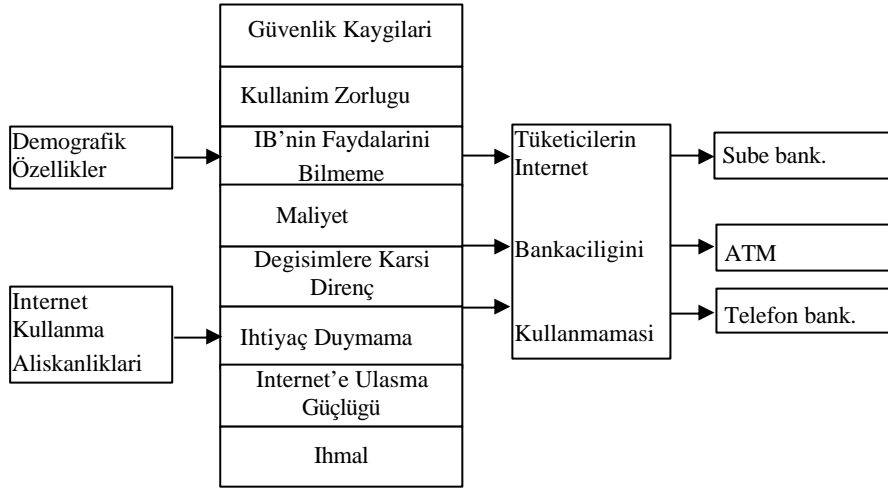 Demografik
Özellikler
Internet
Kullanma
Aliskanliklari
Güvenlik Kaygilari
Kullanim Zorlugu
IB’nin Faydalarini
Bilmeme
Maliyet
Degisimlere Karsi
Direnç
Ihtiyaç Duymama
Internet’e Ulasma
Güçlügü
Ihmal
Tüketicilerin
Internet
Bankaciligini
Kullanmamasi
Sube bank.
ATM
Telefon bank.